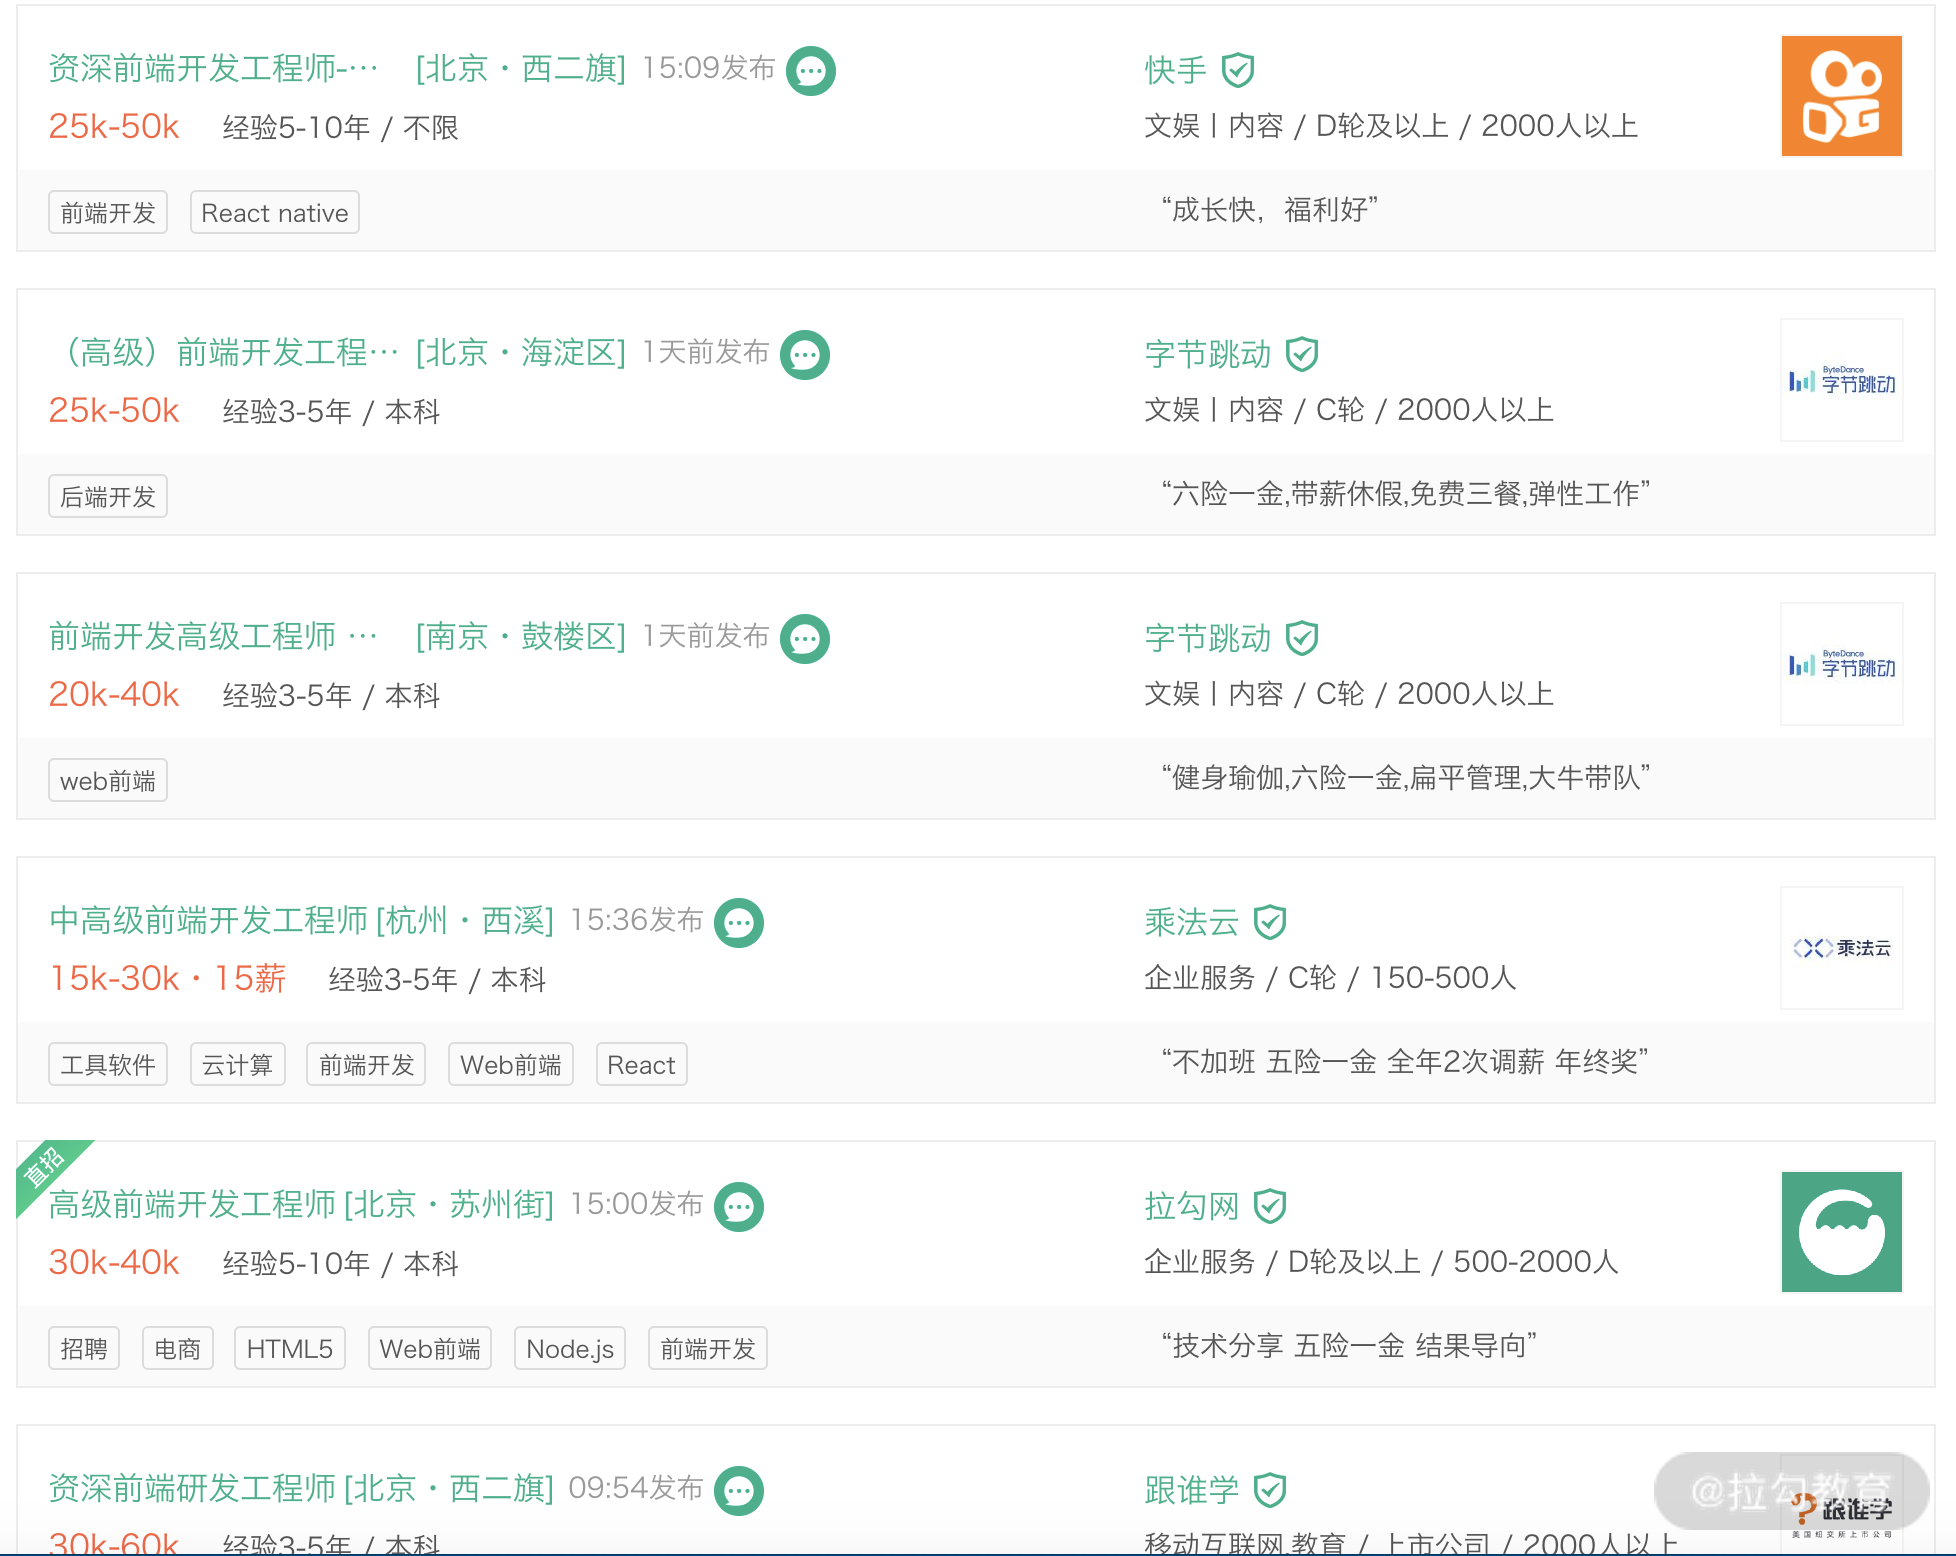 资深前端开发工程师-… [北京·西二旗] 15:09发布
快手
25k-50k 经验5-10年 / 不限
文娱丨内容 / D轮及以上 / 2000人以上
前端开发 React native
“成长快，福利好”
（高级）前端开发工程… [北京·海淀区] 1天前发布
字节跳动
25k-50k 经验3-5年 / 本科
文娱丨内容 / C轮 / 2000人以上
ByteDance
字节跳动
后端开发
“六险一金,带薪休假,免费三餐,弹性工作”
前端开发高级工程师 … [南京·鼓楼区] 1天前发布
字节跳动
20k-40k 经验3-5年 / 本科
文娱丨内容 / C轮 / 2000人以上
ByteDance
字节跳动
web前端
“健身瑜伽,六险一金,扁平管理,大牛带队”
中高级前端开发工程师 [杭州·西溪] 15:36发布
乘法云
15k-30k·15薪 经验3-5年 / 本科
企业服务 / C轮 / 150-500人
乘法云
工具软件 云计算 前端开发 Web前端 React
“不加班 五险一金 全年2次调薪 年终奖”
直招
高级前端开发工程师 [北京·苏州街] 15:00发布
拉勾网
30k-40k 经验5-10年 / 本科
企业服务 / D轮及以上 / 500-2000人
招聘 电商 HTML5 Web前端 Node.js 前端开发
“技术分享 五险一金 结果导向”
资深前端研发工程师 [北京·西二旗] 09:54发布
跟谁学
@拉勾教育
跟谁学
美国纽交所上市公司
30k-60k 经验3-5年 / 本科
移动互联网,教育 / 上市公司 / 2000人以上